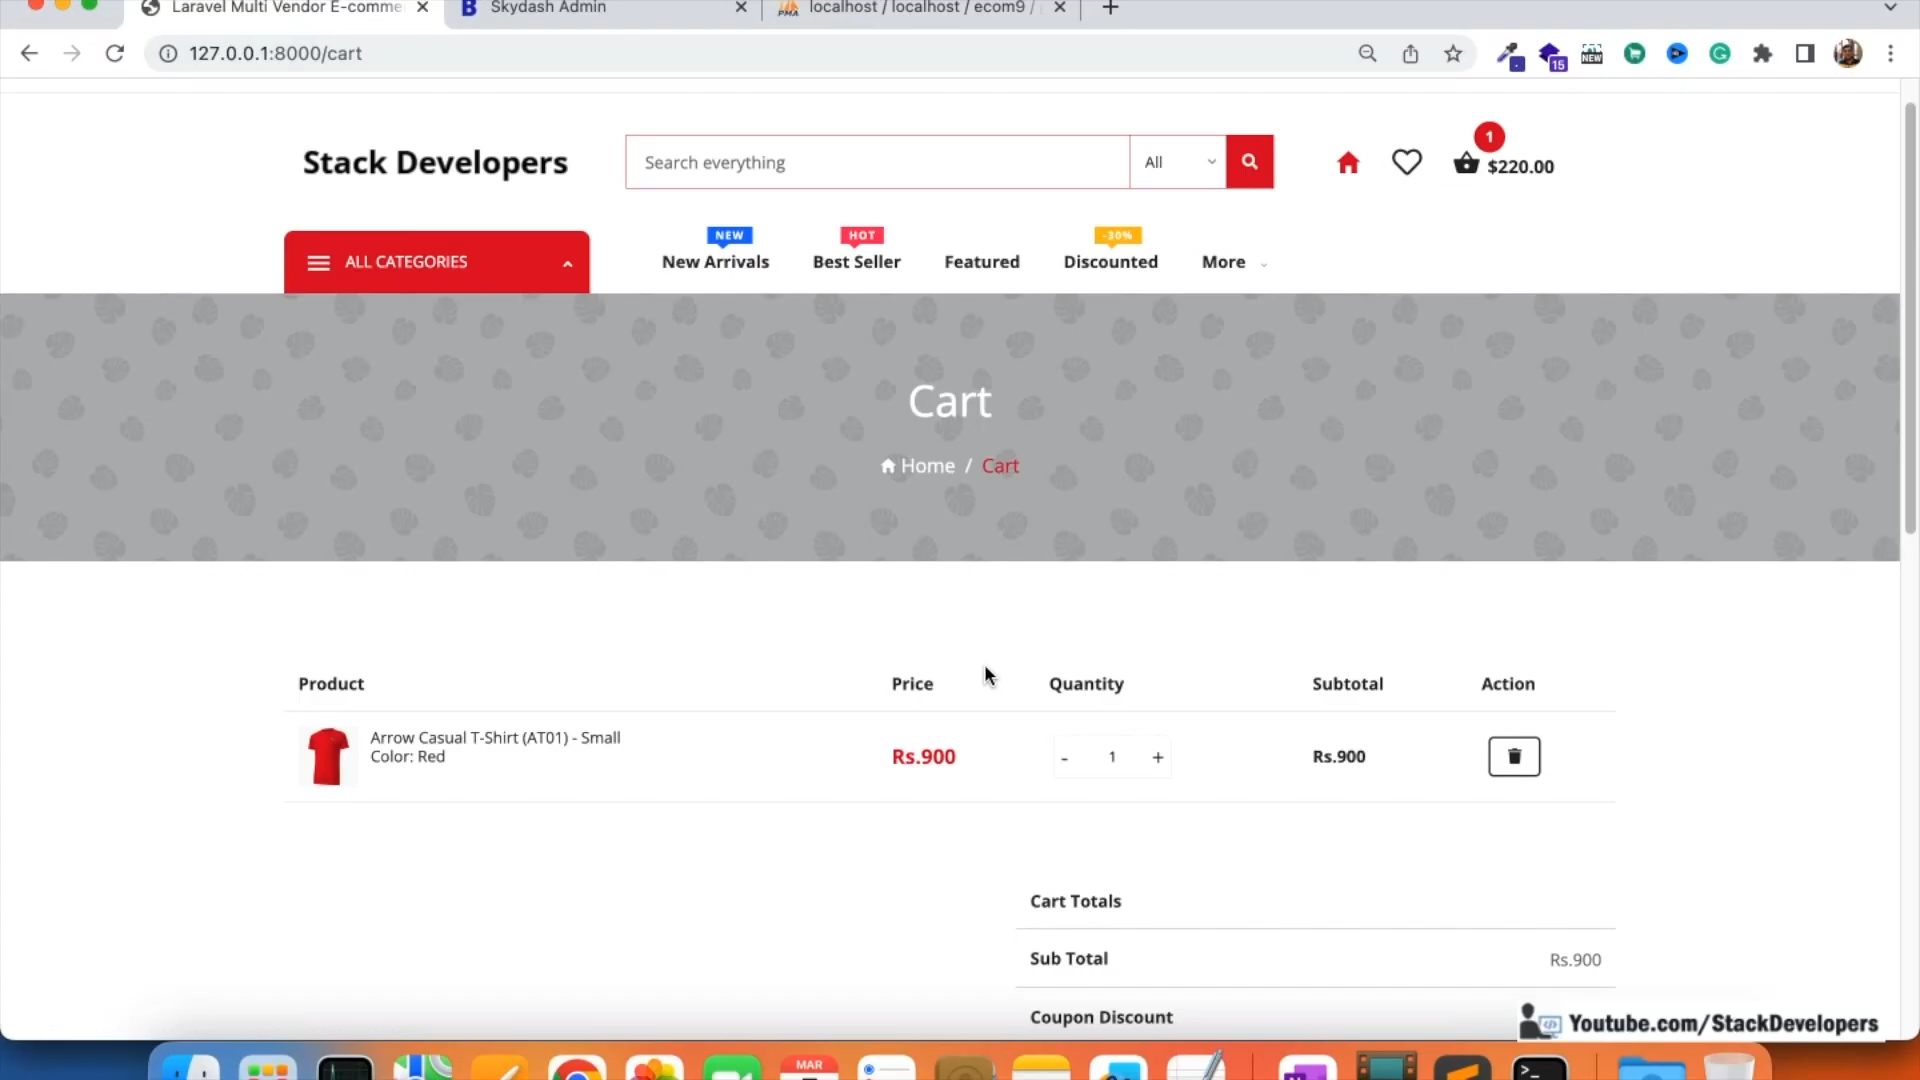 Laravel Multi Vendor E-comme
Skydash Admin
localhost / localhost / ecom9 /
127.0.0.1:8000/cart
15
NEW
Stack Developers
Search everything
All
1
$220.00
ALL CATEGORIES
NEW
HOT
-30%
New Arrivals
Best Seller
Featured
Discounted
More
Cart
Home / Cart
Product
Price
Quantity
Subtotal
Action
Arrow Casual T-Shirt (AT01) - Small
Color: Red
Rs.900
- 1 +
Rs.900
Cart Totals
Sub Total
Rs.900
Coupon Discount
Youtube.com/StackDevelopers
MAR